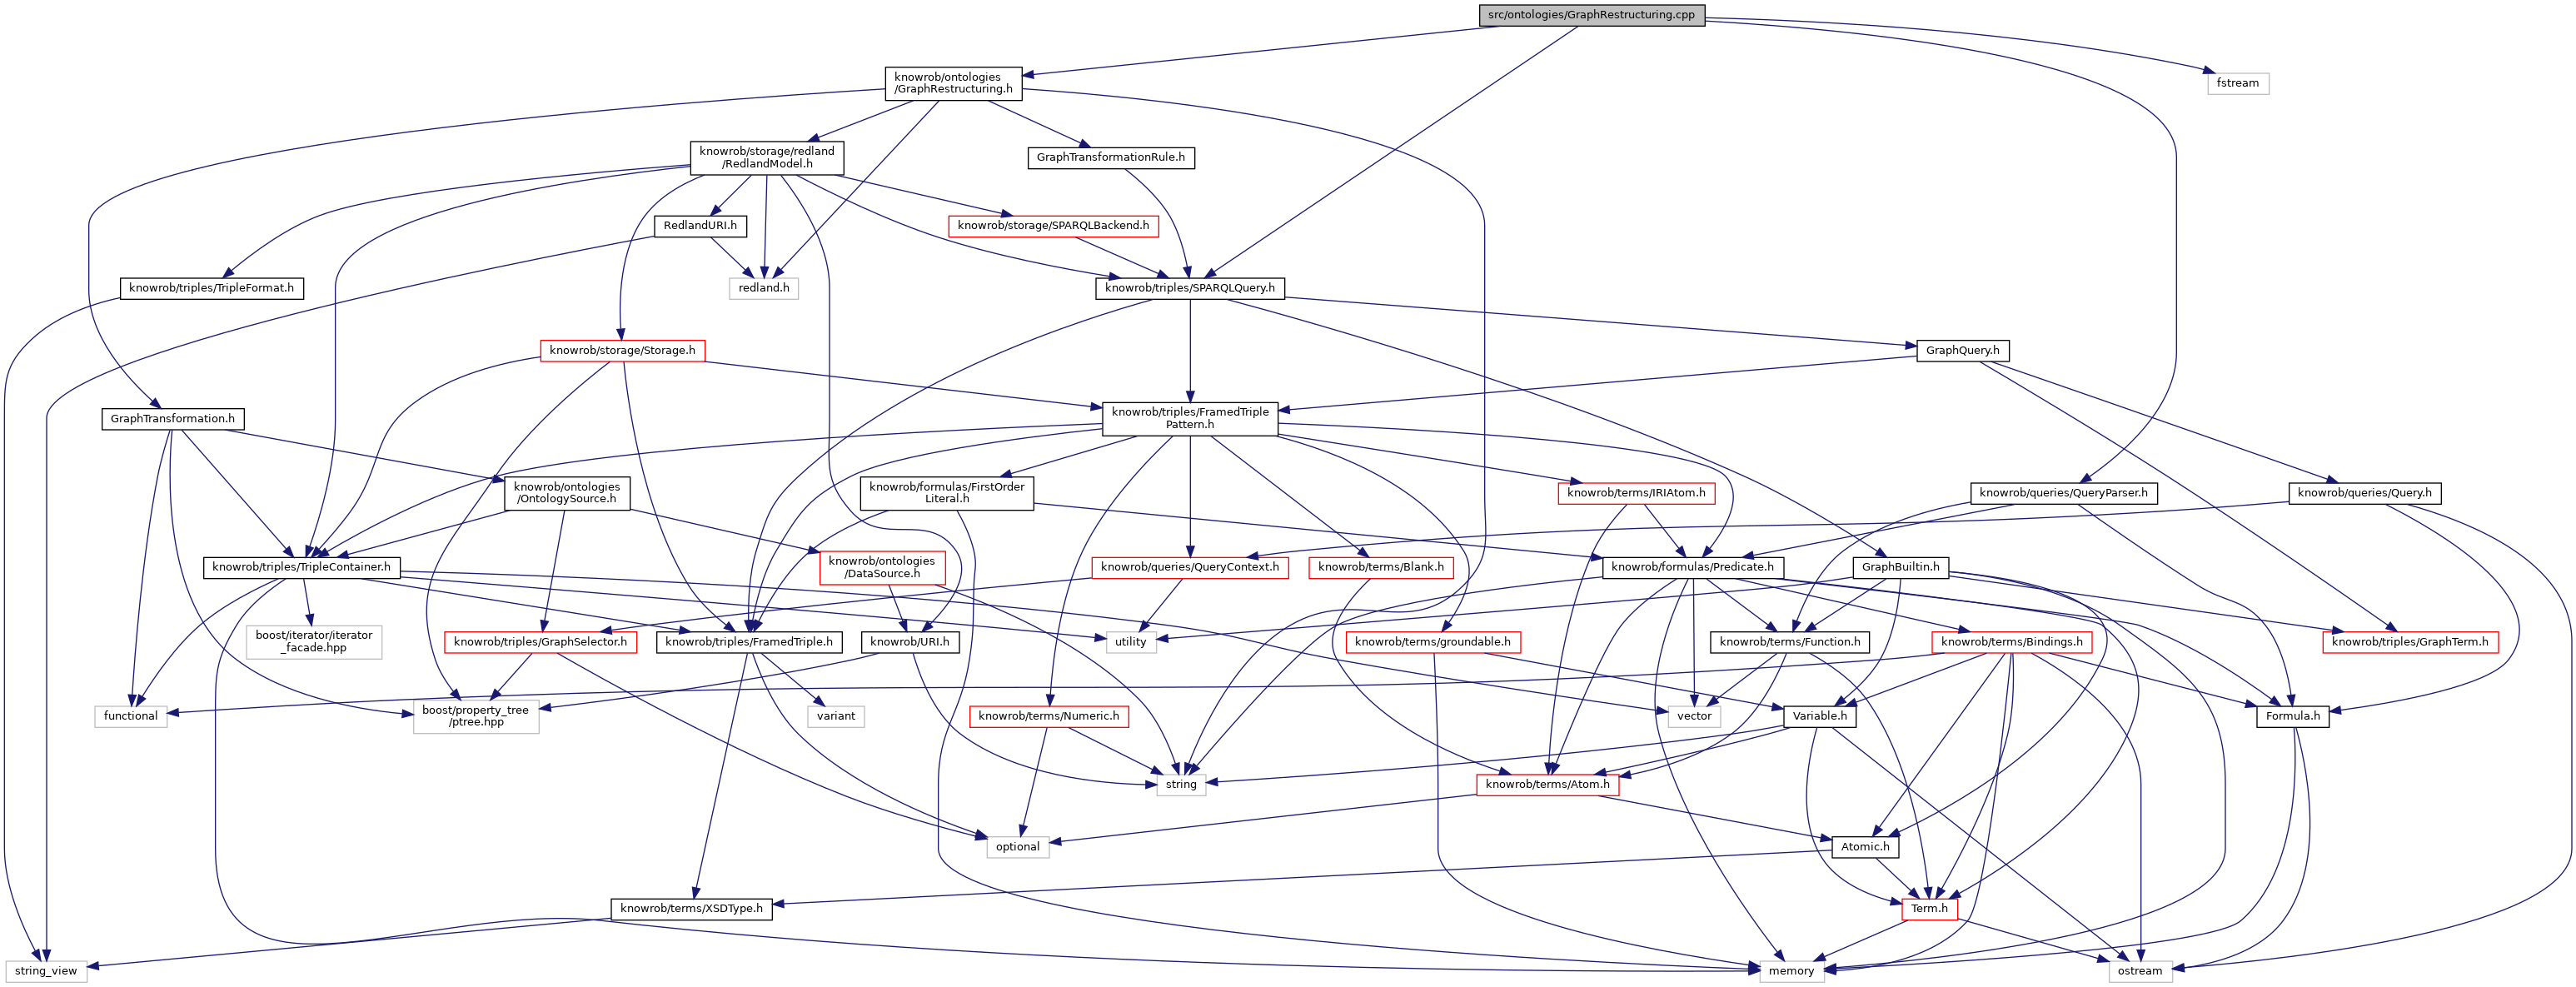 src/ontologies/GraphRestructuring.cpp
knowrob/ontologies
/GraphRestructuring.h
fstream
knowrob/storage/redland
/RedlandModel.h
GraphTransformationRule.h
RedlandURI.h
knowrob/storage/SPARQLBackend.h
knowrob/triples/TripleFormat.h
redland.h
knowrob/triples/SPARQLQuery.h
knowrob/storage/Storage.h
GraphQuery.h
GraphTransformation.h
knowrob/triples/FramedTriple
Pattern.h
knowrob/ontologies
/OntologySource.h
knowrob/formulas/FirstOrder
Literal.h
knowrob/terms/IRIAtom.h
knowrob/queries/QueryParser.h
knowrob/queries/Query.h
knowrob/triples/TripleContainer.h
knowrob/ontologies
/DataSource.h
knowrob/queries/QueryContext.h
knowrob/terms/Blank.h
knowrob/formulas/Predicate.h
GraphBuiltin.h
boost/iterator/iterator
_facade.hpp
knowrob/triples/GraphSelector.h
knowrob/triples/FramedTriple.h
knowrob/URI.h
utility
knowrob/terms/groundable.h
knowrob/terms/Function.h
knowrob/terms/Bindings.h
knowrob/triples/GraphTerm.h
functional
boost/property_tree
/ptree.hpp
variant
knowrob/terms/Numeric.h
vector
Variable.h
Formula.h
string
knowrob/terms/Atom.h
optional
Atomic.h
knowrob/terms/XSDType.h
Term.h
string_view
memory
ostream